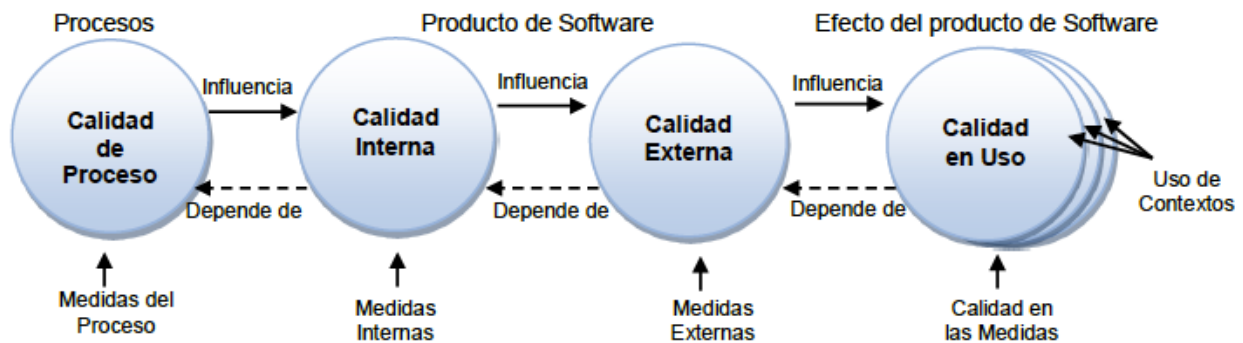 Procesos
Producto de Software
Efecto del producto de Software
Influencia
Influencia
Influencia
Calidad
de
Proceso
Calidad
Interna
Calidad
Externa
Calidad
en Uso
Depende de
Depende de
Depende de
Uso de
Contextos
Medidas del
Proceso
Medidas
Internas
Medidas
Externas
Calidad en
las Medidas